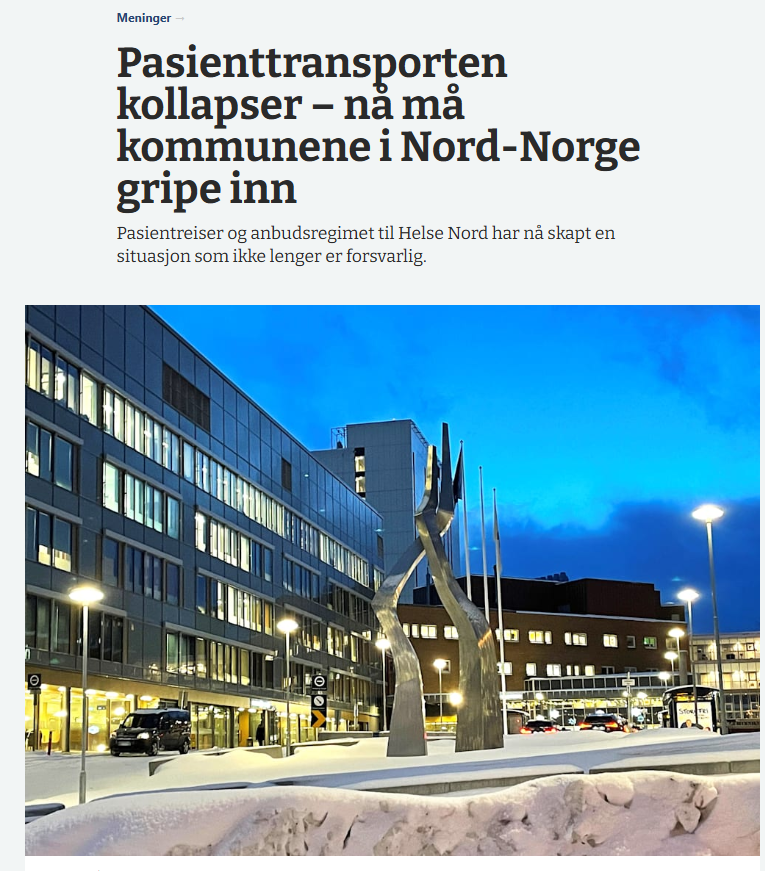 Meninger →
Pasienttransporten
kollapser – nå må
kommunene i Nord-Norge
gripe inn
Pasientreiser og anbudsregimet til Helse Nord har nå skapt en
situasjon som ikke lenger er forsvarlig.